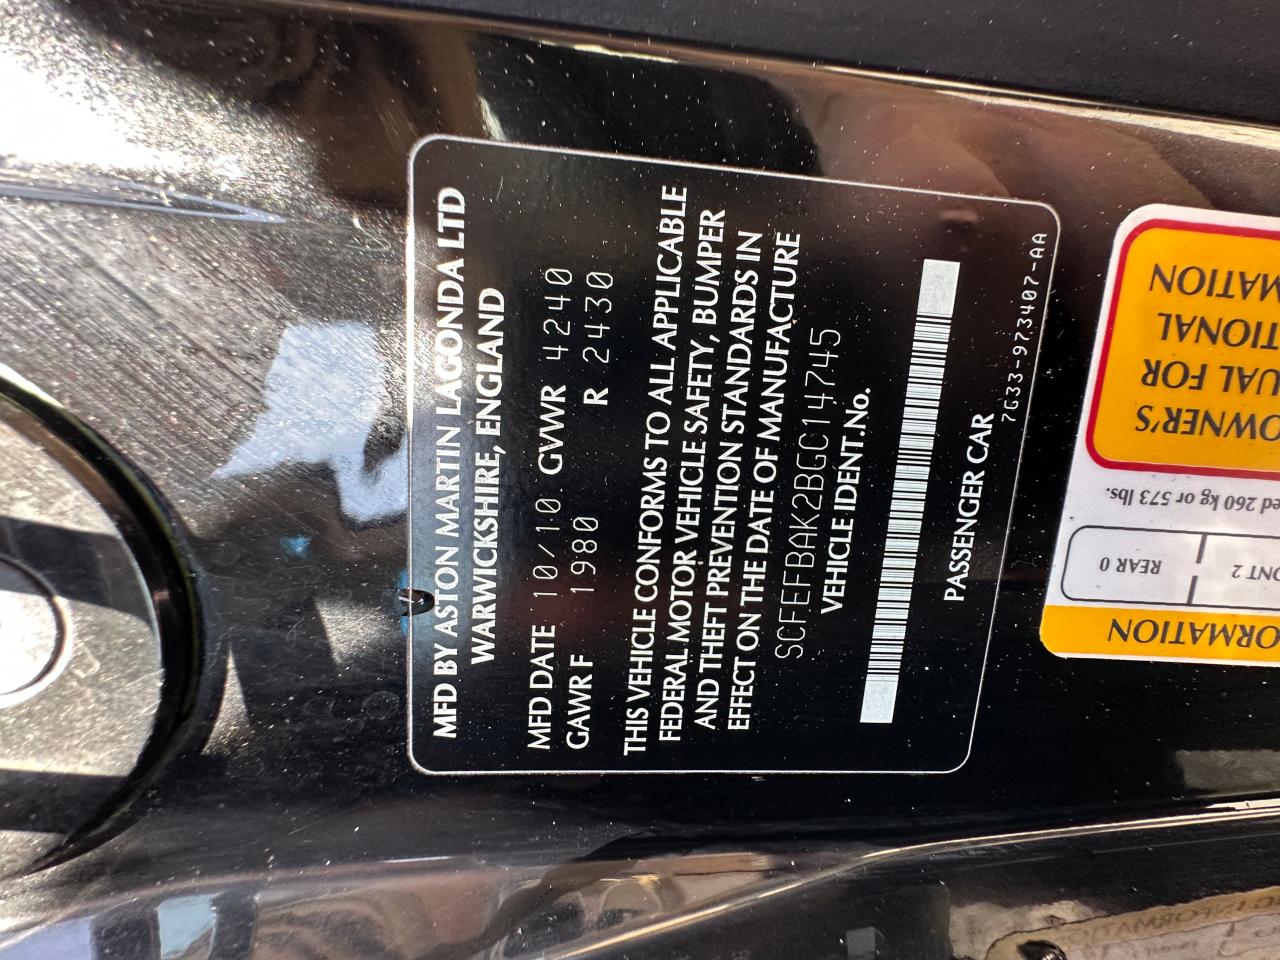 MFD BY ASTON MARTIN LAGONDA LTD
WARWICKSHIRE, ENGLAND
MFD DATE 10/10 GVWR 4240
GAWR F 1980 R 2430
THIS VEHICLE CONFORMS TO ALL APPLICABLE
FEDERAL MOTOR VEHICLE SAFETY, BUMPER
AND THEFT PREVENTION STANDARDS IN
EFFECT ON THE DATE OF MANUFACTURE
SCFEFBAK2BGC14745
VEHICLE IDENT.No.
PASSENGER CAR
7G33-973407-AA
ORMATION
ONT 2 REAR 0
ed 260 kg or 573 lbs.
OWNER'S
UAL FOR
TIONAL
MATION